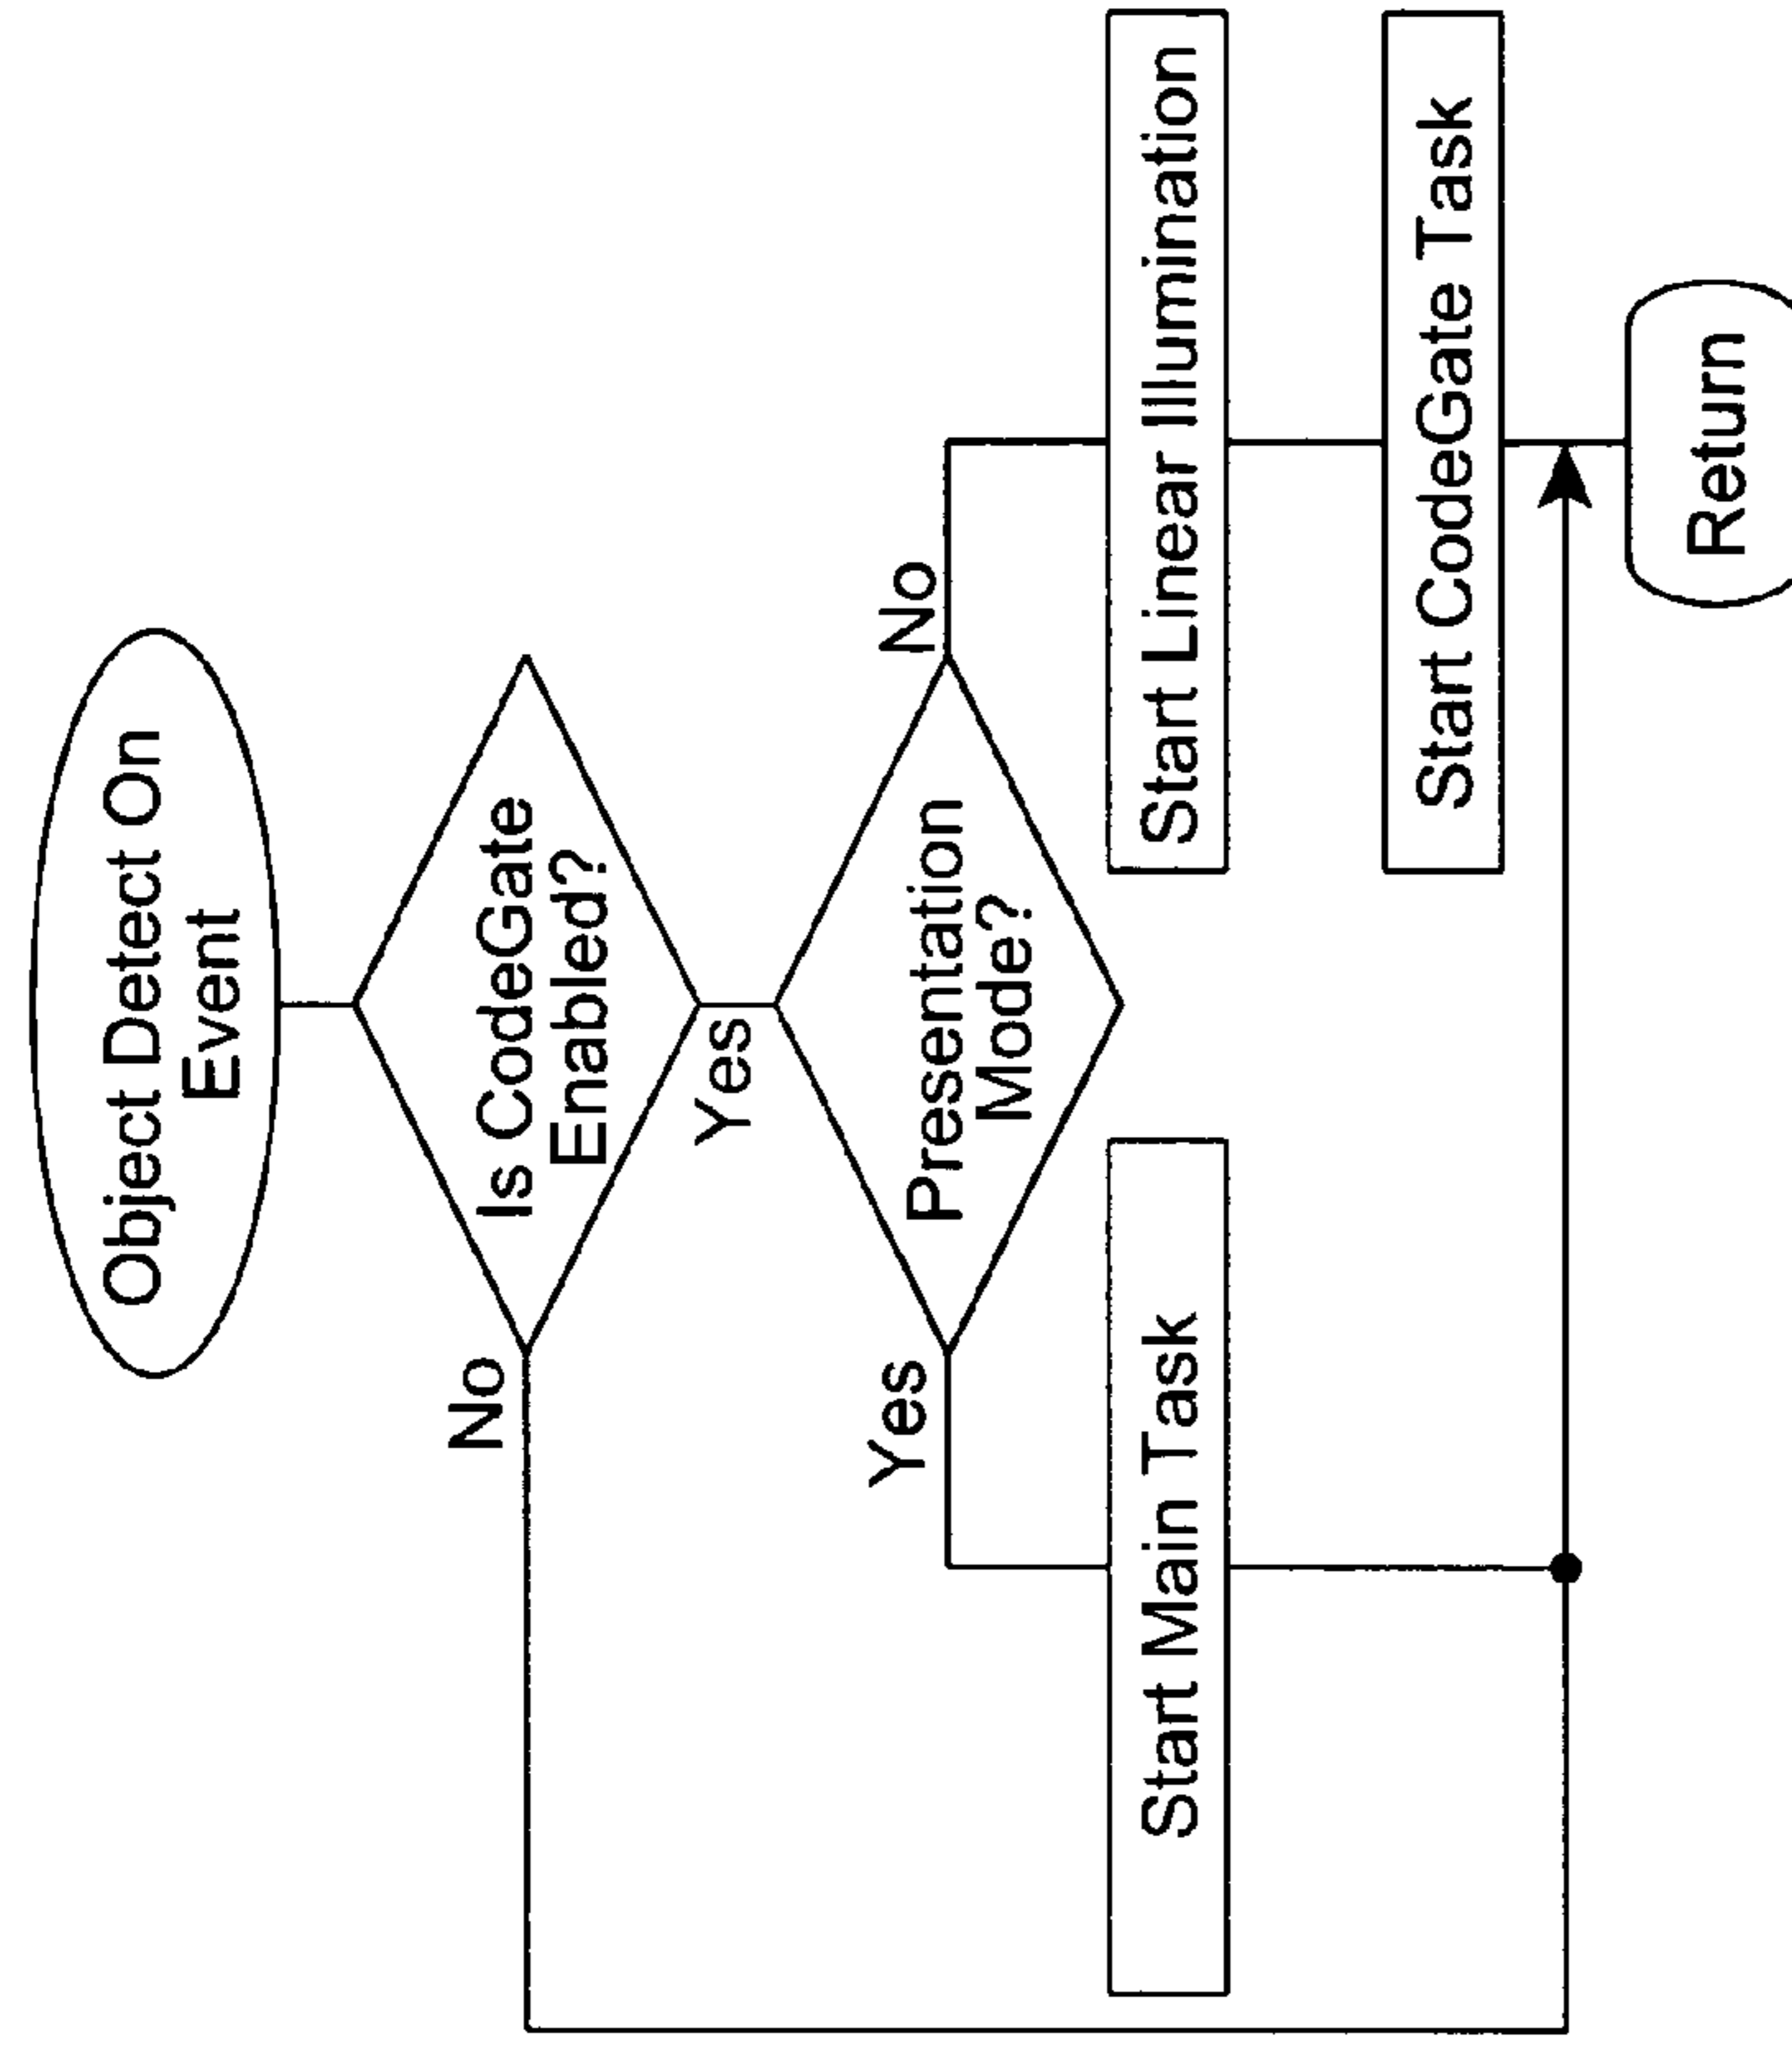 Object Detect On
Event
Is CodeGate
Enabled?
No
Yes
Presentation
Mode?
Yes
No
Start Main Task
Start Linear Illumination
Start CodeGate Task
Return